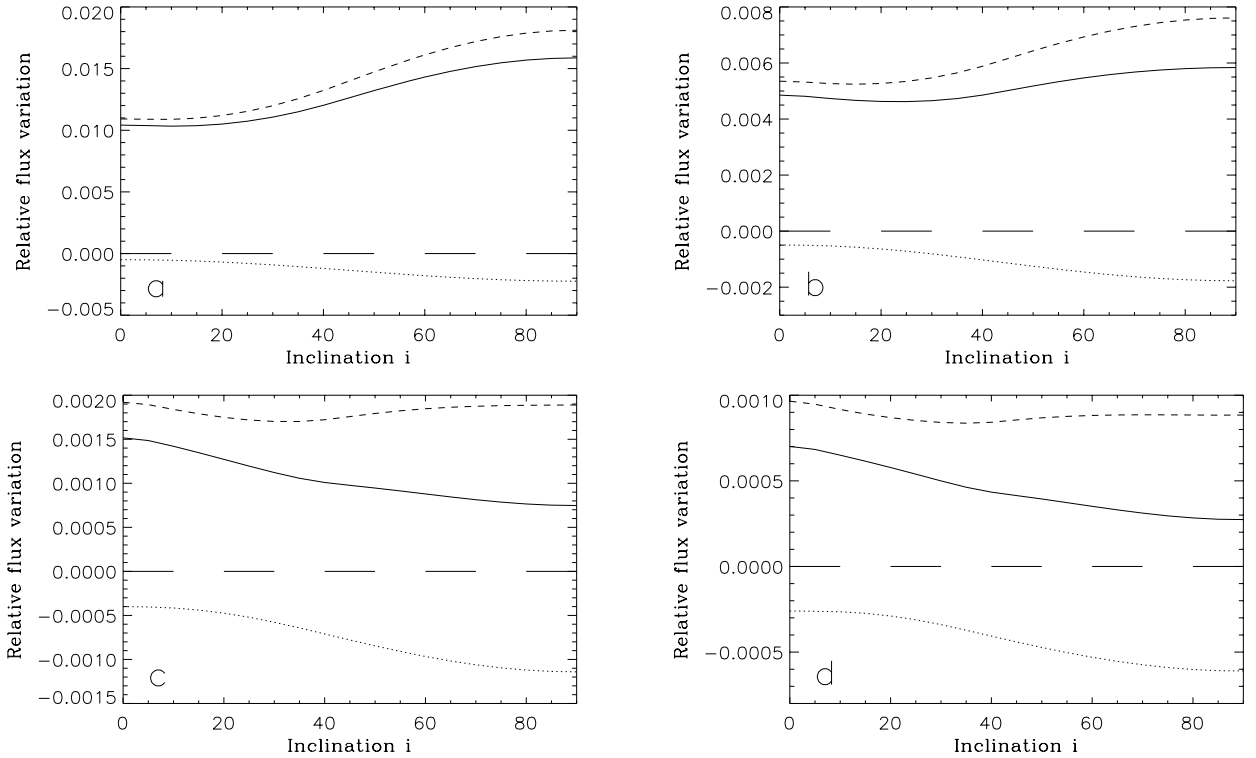 Relative flux variation
0.020
0.015
0.010
0.005
0.000
−0.005
a
0 20 40 60 80
Inclination i
Relative flux variation
0.008
0.006
0.004
0.002
0.000
−0.002
b
0 20 40 60 80
Inclination i
Relative flux variation
0.0020
0.0015
0.0010
0.0005
0.0000
−0.0005
−0.0010
−0.0015
c
0 20 40 60 80
Inclination i
Relative flux variation
0.0010
0.0005
0.0000
−0.0005
d
0 20 40 60 80
Inclination i